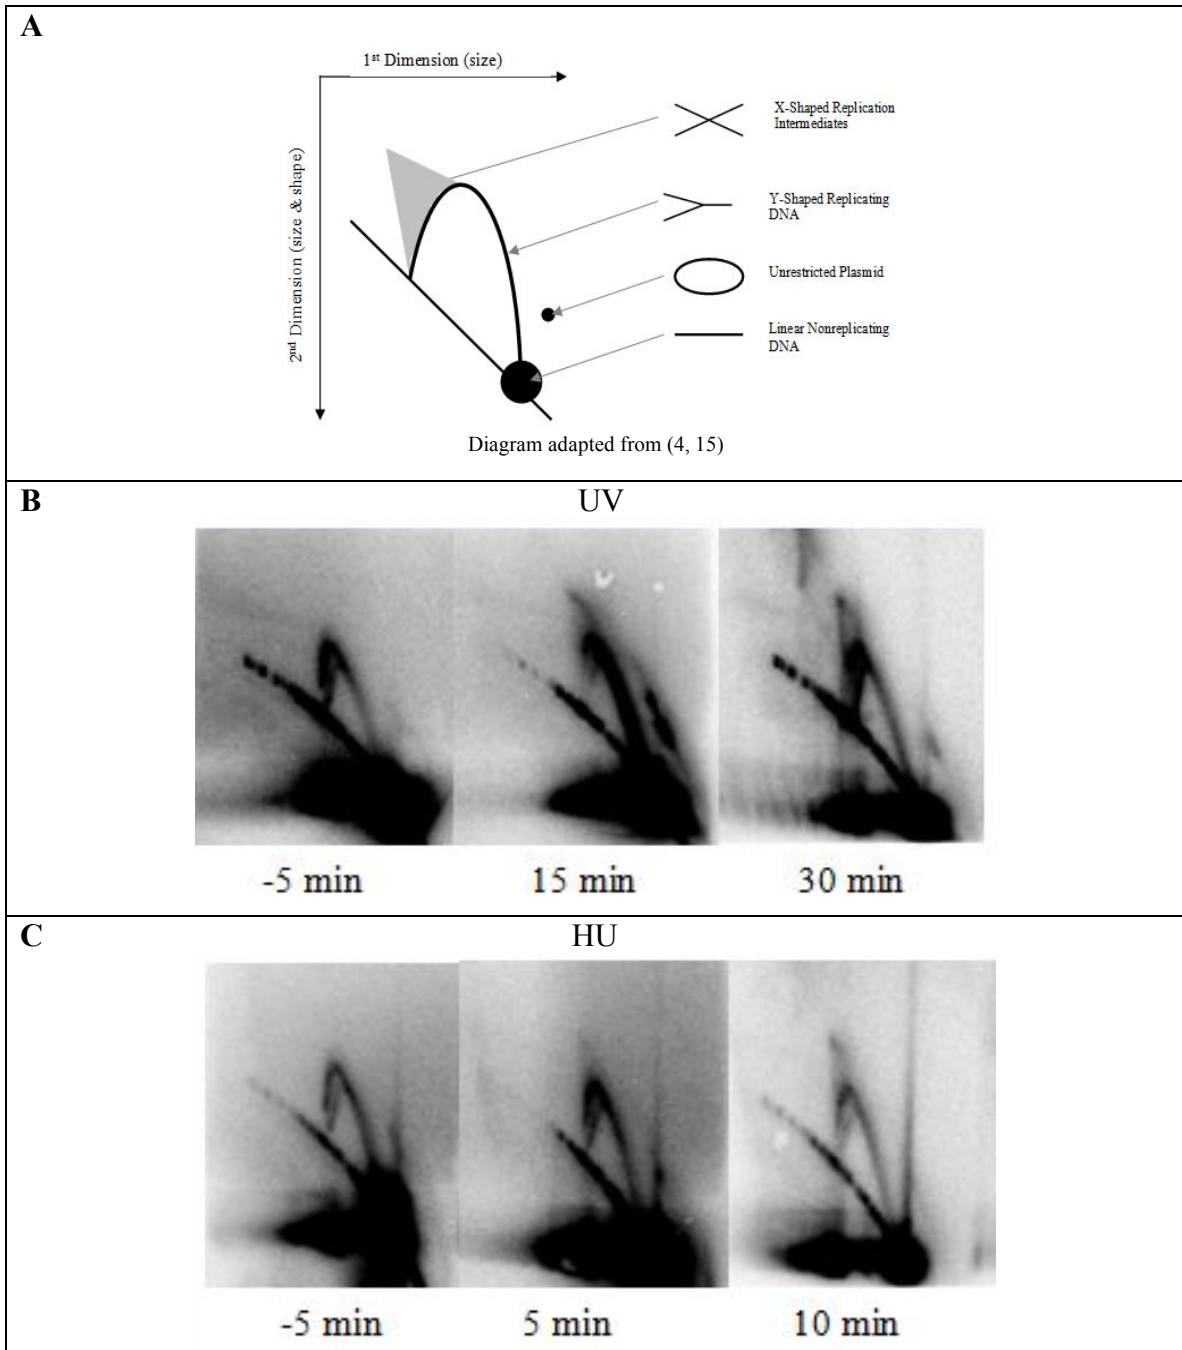 A
1st Dimension (size)
2nd Dimension (size & shape)
X-Shaped Replication
Intermediates
Y-Shaped Replicating
DNA
Unrestricted Plasmid
Linear Nonreplicating
DNA
Diagram adapted from (4, 15)
B
UV
-5 min
15 min
30 min
C
HU
-5 min
5 min
10 min